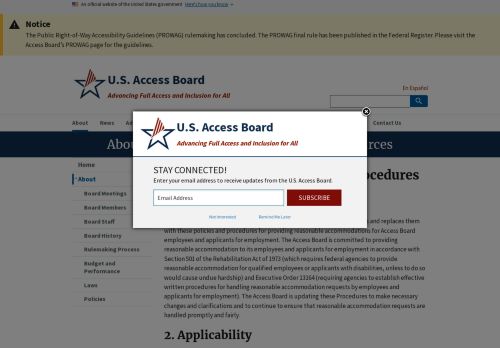 An official website of the United States government Here's how you know
Notice
The Public Right-of-Way Accessibility Guidelines (PROWAG) rulemaking has concluded. The PROWAG final rule has been published in the Federal Register. Please visit the
Access Board's PROWAG page for the guidelines.
U.S. Access Board
Advancing Full Access and Inclusion for All
En Español
About News
Contact Us
U.S. Access Board
Advancing Full Access and Inclusion for All
STAY CONNECTED!
Enter your email address to receive updates from the U.S. Access Board.
Email Address
SUBSCRIBE
Not Interested Remind Me Later
Home
About
Board Meetings
Board Members
Board Staff
Board History
Rulemaking Process
Budget and
Performance
Laws
Policies
and replaces them
with these policies and procedures for providing reasonable accommodations for Access Board
employees and applicants for employment. The Access Board is committed to providing
reasonable accommodation to its employees and applicants for employment in accordance with
Section 501 of the Rehabilitation Act of 1973 (which requires federal agencies to provide
reasonable accommodation for qualified employees or applicants with disabilities, unless to do so
would cause undue hardship) and Executive Order 13164 (requiring agencies to establish effective
written procedures for handling reasonable accommodation requests by employees and
applicants for employment). The Access Board is updating these Procedures to make necessary
changes and clarifications and to continue to ensure that reasonable accommodation requests are
handled promptly and fairly.
2. Applicability